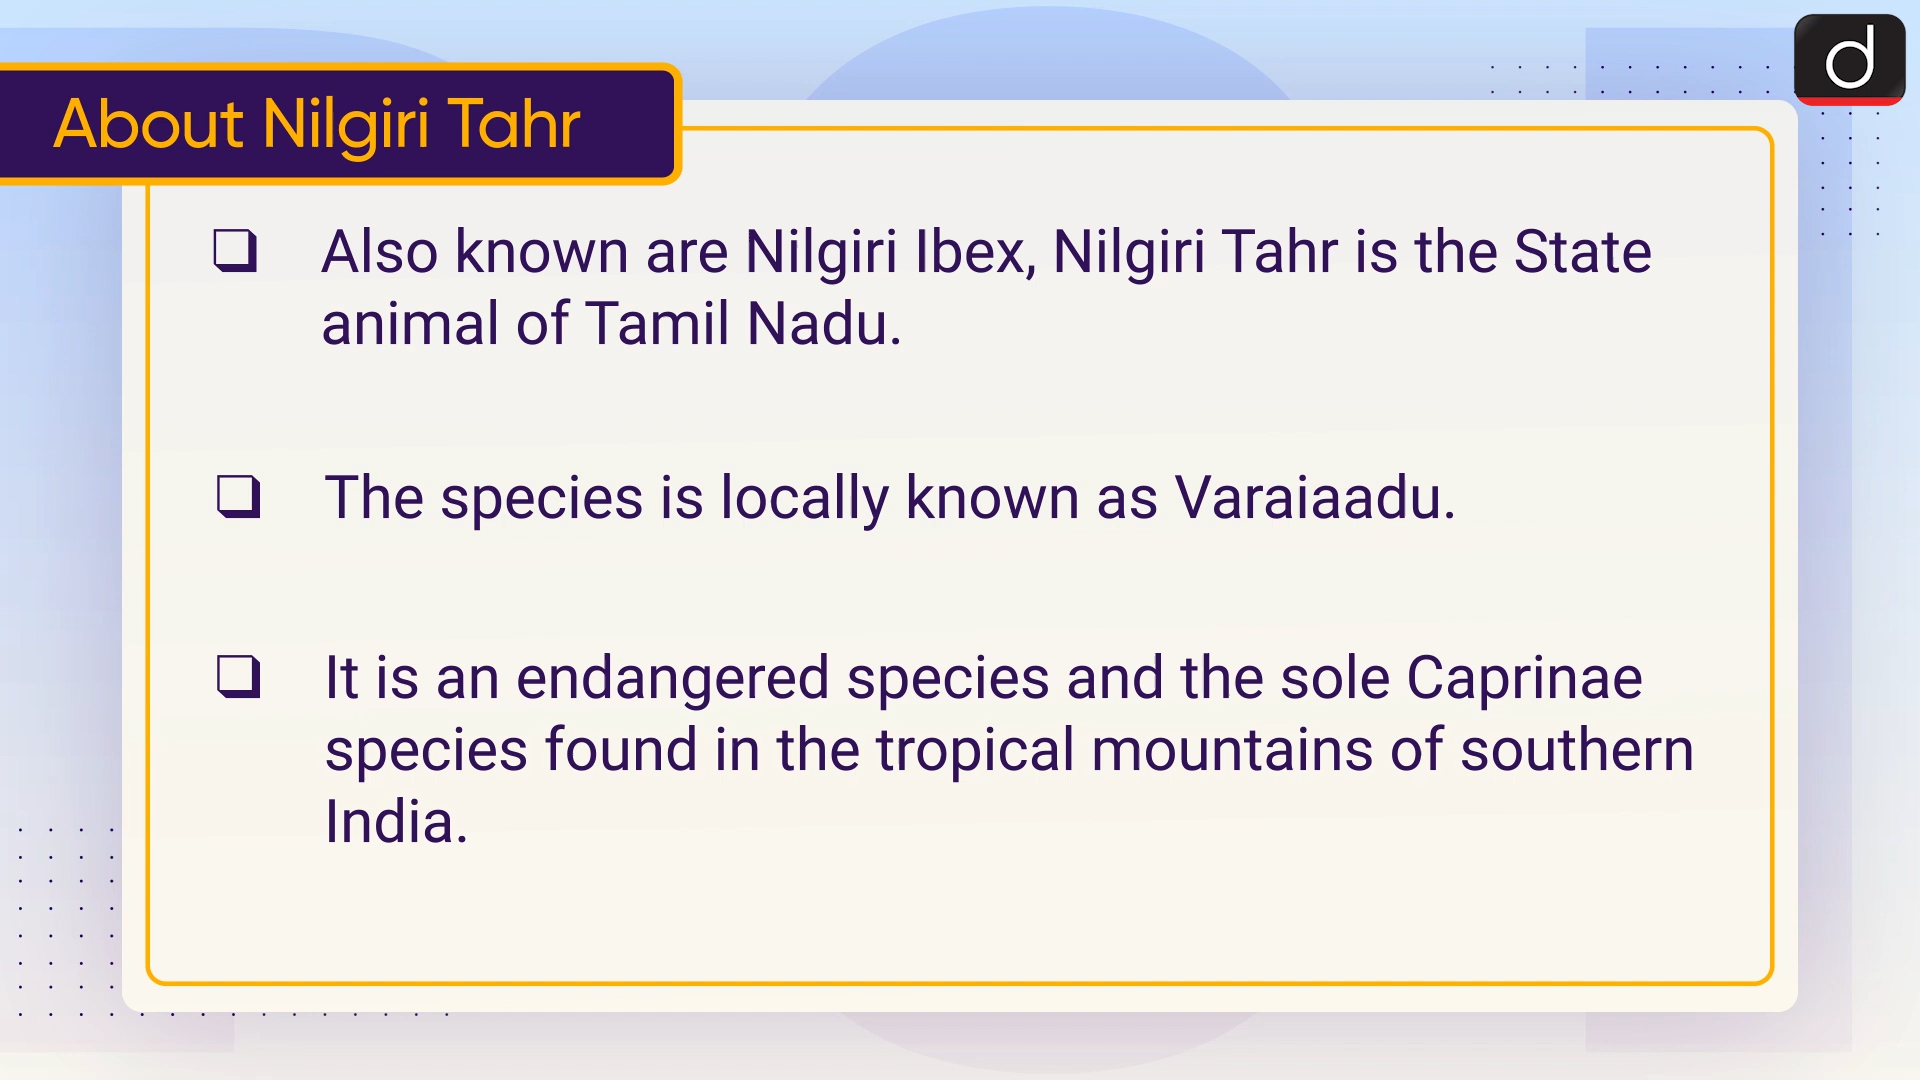 d
About Nilgiri Tahr
❑ Also known are Nilgiri Ibex, Nilgiri Tahr is the State
animal of Tamil Nadu.
❑ The species is locally known as Varaiaadu.
❑ It is an endangered species and the sole Caprinae
species found in the tropical mountains of southern
India.